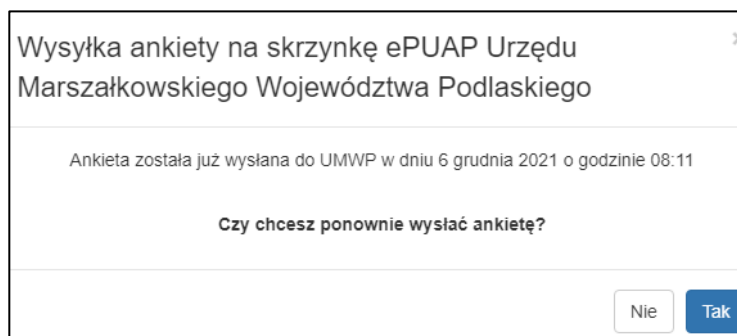 Wysyłka ankiety na skrzynkę ePUAP Urzędu
Marszałkowskiego Województwa Podlaskiego
Ankieta została już wysłana do UMWP w dniu 6 grudnia 2021 o godzinie 08:11
Czy chcesz ponownie wysłać ankietę?
Nie
Tak